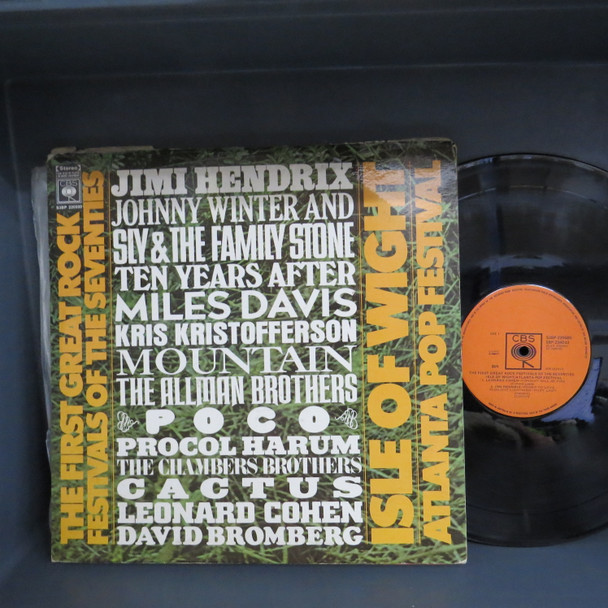 Stereo
CBS
THE FIRST GREAT ROCK
FESTIVALS OF THE SEVENTIES
JIMI HENDRIX
JOHNNY WINTER AND
SLY & THE FAMILY STONE
TEN YEARS AFTER
MILES DAVIS
KRIS KRISTOFFERSON
MOUNTAIN
THE ALLMAN BROTHERS
POCO
PROCOL HARUM
THE CHAMBERS BROTHERS
CACTUS
LEONARD COHEN
DAVID BROMBERG
ISLE OF WIGHT
ATLANTA POP FESTIVAL
CBS